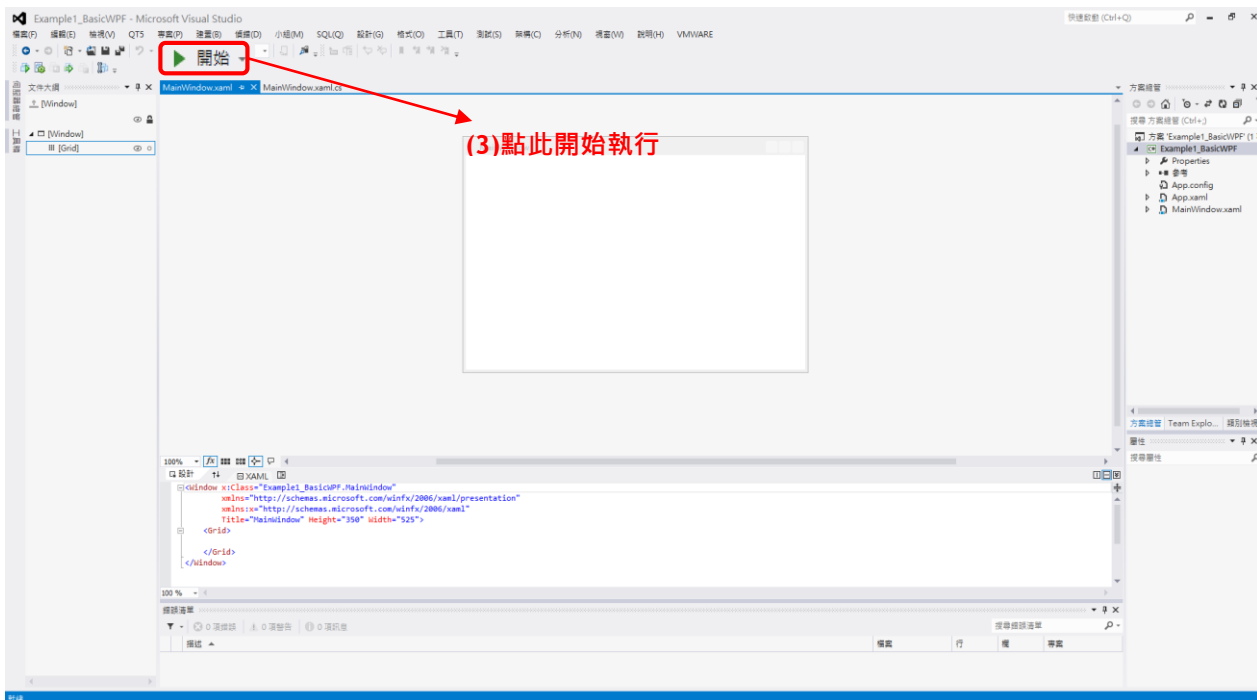 Example1_BasicWPF - Microsoft Visual Studio
快速啟動 (Ctrl+Q)
檔案(F) 編輯(E) 檢視(V) QT5 專案(P) 建置(B) 偵錯(D) 小組(M) SQL(Q) 設計(G) 格式(O) 工具(T) 測試(S) 架構(C) 分析(N) 視窗(W) 說明(H) VMWARE
開始
文件大綱
MainWindow.xaml
MainWindow.xaml.cs
方案總管
[Window]
搜尋 方案總管 (Ctrl+;)
[Window]
[Grid]
(3)點此開始執行
方案 'Example1_BasicWPF' (1
Example1_BasicWPF
Properties
參考
App.config
App.xaml
MainWindow.xaml
方案總管 Team Explo... 類別檢視
屬性
搜尋屬性
100%
設計
XAML
<Window x:Class="Example1_BasicWPF.MainWindow"
xmlns="http://schemas.microsoft.com/winfx/2006/xaml/presentation"
xmlns:x="http://schemas.microsoft.com/winfx/2006/xaml"
Title="MainWindow" Height="350" Width="525">
<Grid>
</Grid>
</Window>
100 %
錯誤清單
0 項錯誤
0 項警告
0 項訊息
搜尋錯誤清單
描述
檔案
行
欄
專案
就緒